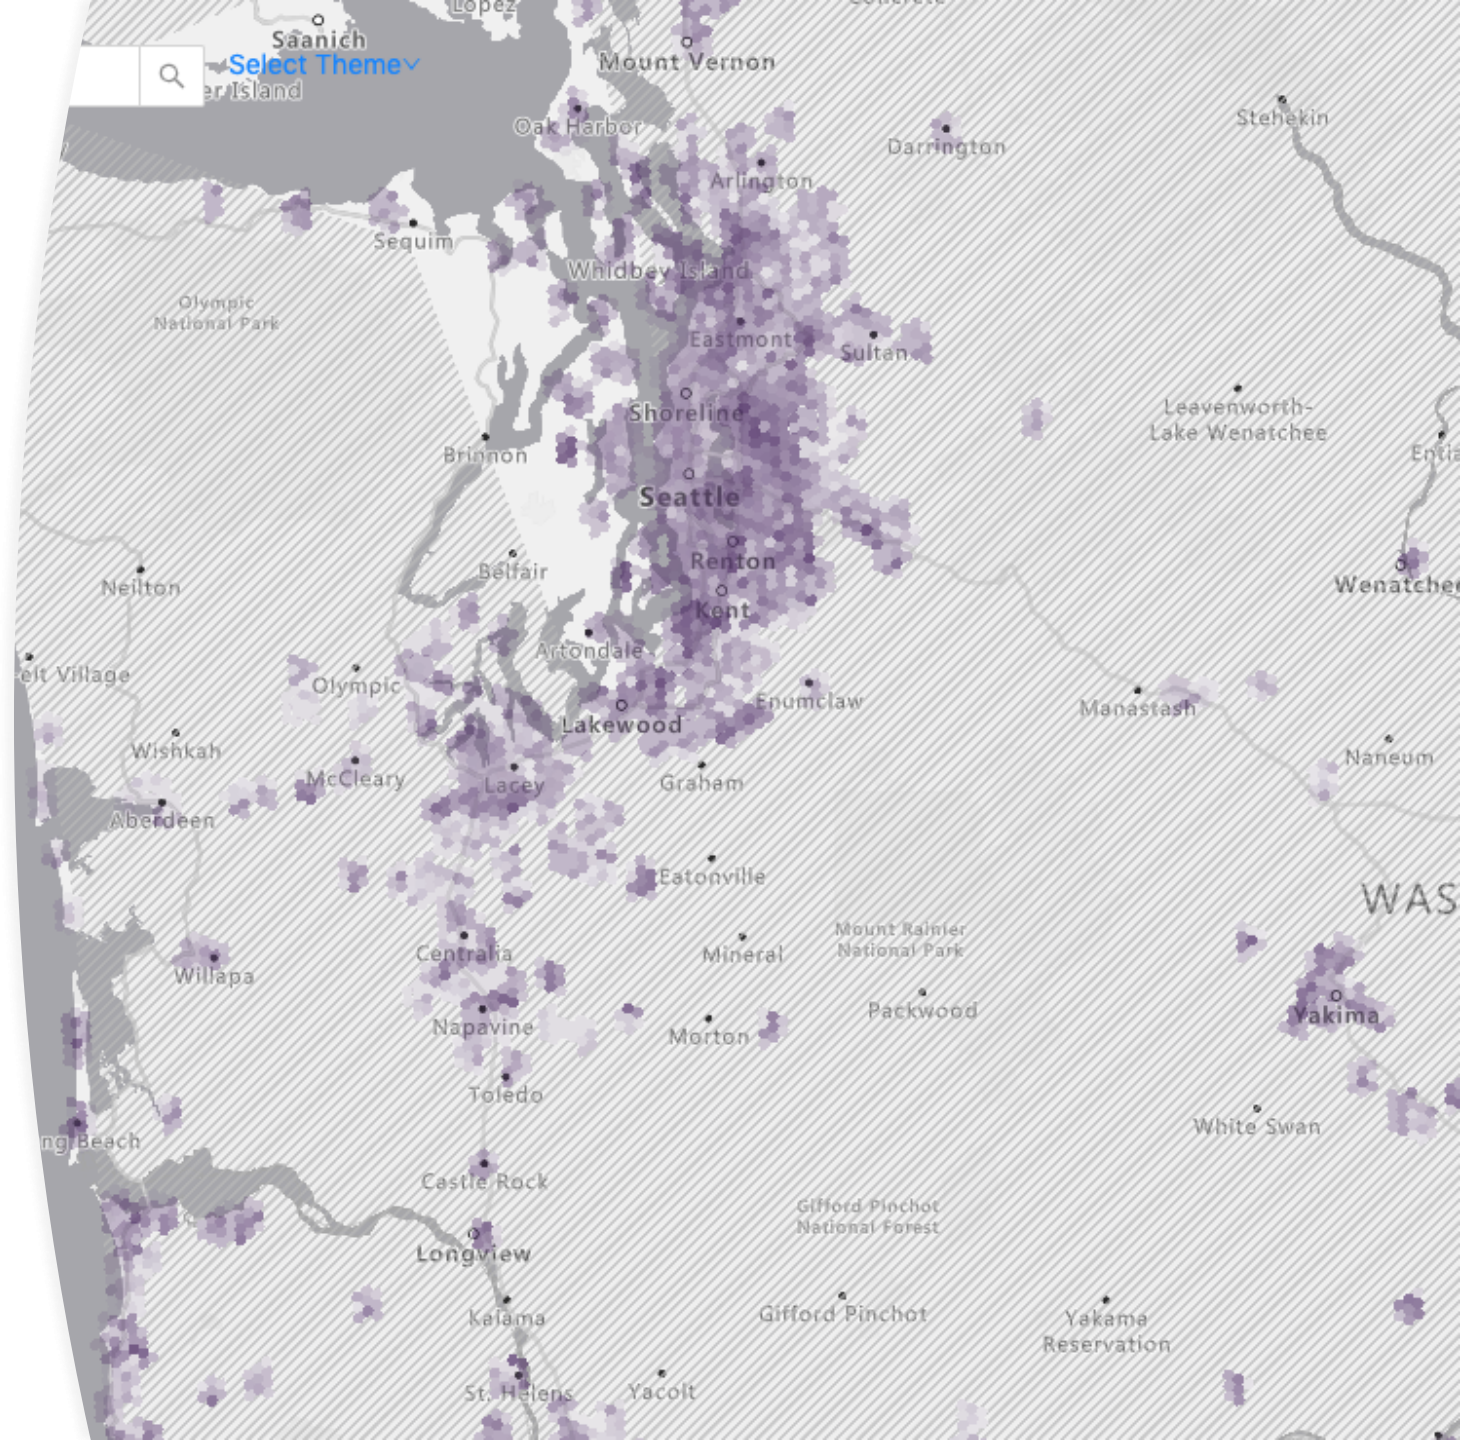 Lopez
Concrete
Saanich
Select Theme
er Island
Mount Vernon
Oak Harbor
Stehekin
Darrington
Arlington
Sequim
Whidbey Island
Olympic
National Park
Eastmont
Sultan
Shoreline
Leavenworth-
Lake Wenatchee
Brinnon
Entia
Seattle
Renton
Belfair
Neilton
Wenatchee
Kent
Artondale
elt Village
Olympic
Enumclaw
Manastash
Lakewood
Wishkah
McCleary
Lacey
Graham
Naneum
Aberdeen
Eatonville
WAS
Mount Rainier
National Park
Centralia
Mineral
Willapa
Packwood
Yakima
Napavine
Morton
Toledo
White Swan
ng Beach
Castle Rock
Gifford Pinchot
National Forest
Longview
Kalama
Gifford Pinchot
Yakama
Reservation
St. Helens
Yacolt